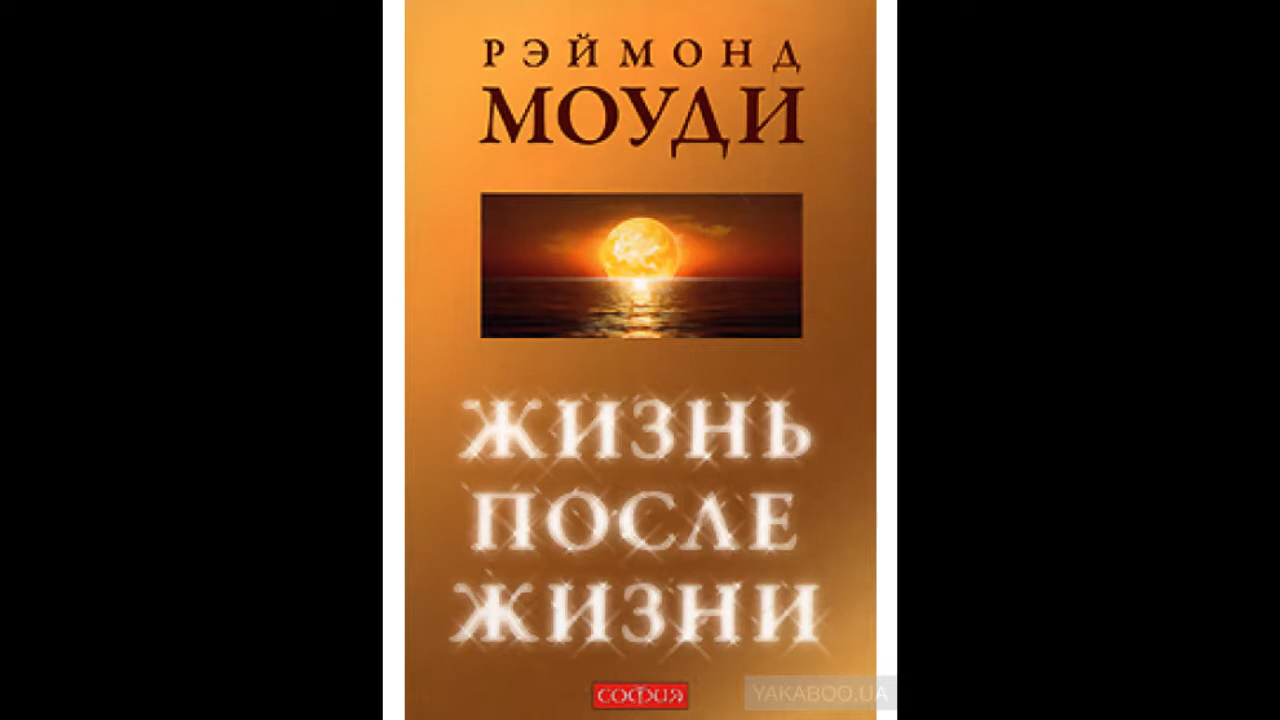 РЭЙМОНД
МОУДИ
ЖИЗНЬ
ПОСЛЕ
ЖИЗНИ
СОФИЯ
YAKABOO.UA